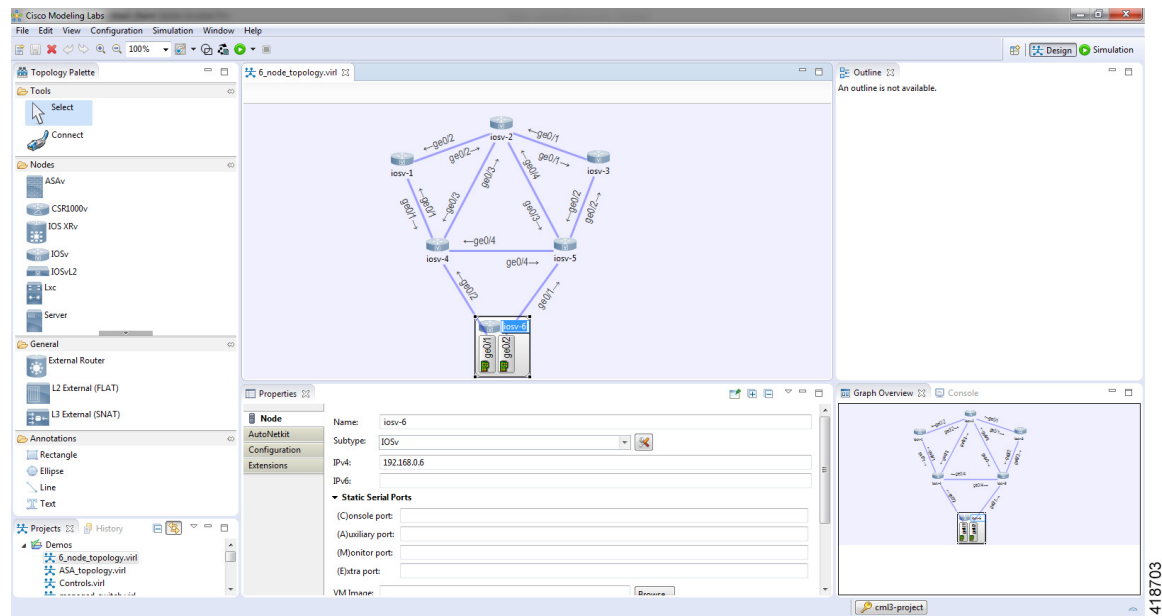 Cisco Modeling Labs
File Edit View Configuration Simulation Window Help
100%
Design Simulation
Topology Palette
Tools
Select
Connect
Nodes
ASAv
CSR1000v
IOS XRv
IOSv
IOSvL2
Lxc
Server
General
External Router
L2 External (FLAT)
L3 External (SNAT)
Annotations
Rectangle
Ellipse
Line
Text
Projects History
Demos
6_node_topology.virl
ASA_topology.virl
Controls.virl
6_node_topology.virl
iosv-2
←ge0/2
←ge0/1
ge0/2→
ge0/1→
iosv-1
iosv-3
ge0/3→
←ge0/4
←ge0/1
←ge0/3
←ge0/2
ge0/1→
ge0/3→
ge0/2→
←ge0/4
iosv-4
ge0/4→
iosv-5
←ge0/2
ge0/1→
iosv-6
ge0/1
ge0/2
Properties
Node
AutoNetkit
Configuration
Extensions
Name: iosv-6
Subtype: IOSv
IPv4: 192.168.0.6
IPv6:
Static Serial Ports
(C)onsole port:
(A)uxiliary port:
(M)onitor port:
(E)xtra port:
VM Image: Browse...
Outline
An outline is not available.
Graph Overview Console
cml3-project
418703